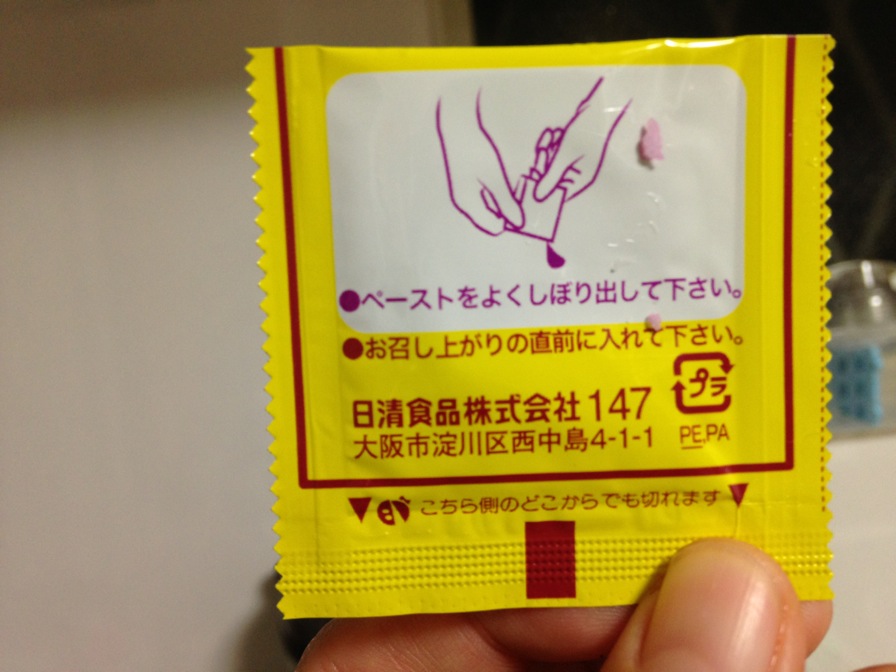 ●ペーストをよくしぼり出して下さい。
●お召し上がりの直前に入れて下さい。
日清食品株式会社 147
大阪市淀川区西中島4-1-1
プラ
PE,PA
こちら側のどこからでも切れます